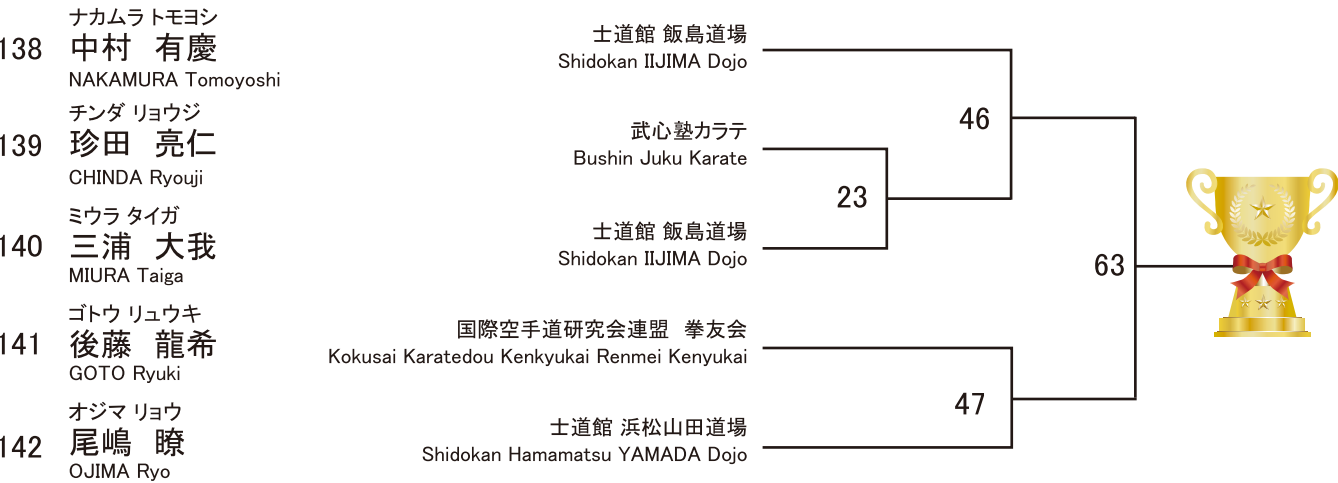 ナカムラ トモヨシ
138 中村　有慶
NAKAMURA Tomoyoshi
士道館 飯島道場
Shidokan IIJIMA Dojo
チンダ リョウジ
139 珍田　亮仁
CHINDA Ryouji
武心塾カラテ
Bushin Juku Karate
ミウラ タイガ
140 三浦　大我
MIURA Taiga
士道館 飯島道場
Shidokan IIJIMA Dojo
ゴトウ リュウキ
141 後藤　龍希
GOTO Ryuki
国際空手道研究会連盟　拳友会
Kokusai Karatedou Kenkyukai Renmei Kenyukai
オジマ リョウ
142 尾嶋　瞭
OJIMA Ryo
士道館 浜松山田道場
Shidokan Hamamatsu YAMADA Dojo
46
23
63
47